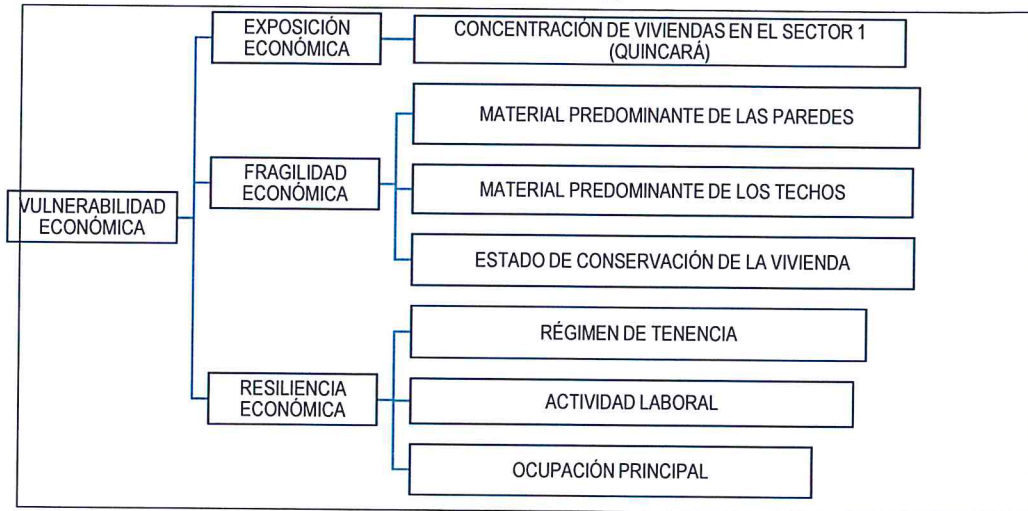 EXPOSICIÓN
ECONÓMICA
CONCENTRACIÓN DE VIVIENDAS EN EL SECTOR 1
(QUINCARÁ)
MATERIAL PREDOMINANTE DE LAS PAREDES
FRAGILIDAD
ECONÓMICA
MATERIAL PREDOMINANTE DE LOS TECHOS
VULNERABILIDAD
ECONÓMICA
ESTADO DE CONSERVACIÓN DE LA VIVIENDA
RÉGIMEN DE TENENCIA
RESILIENCIA
ECONÓMICA
ACTIVIDAD LABORAL
OCUPACIÓN PRINCIPAL